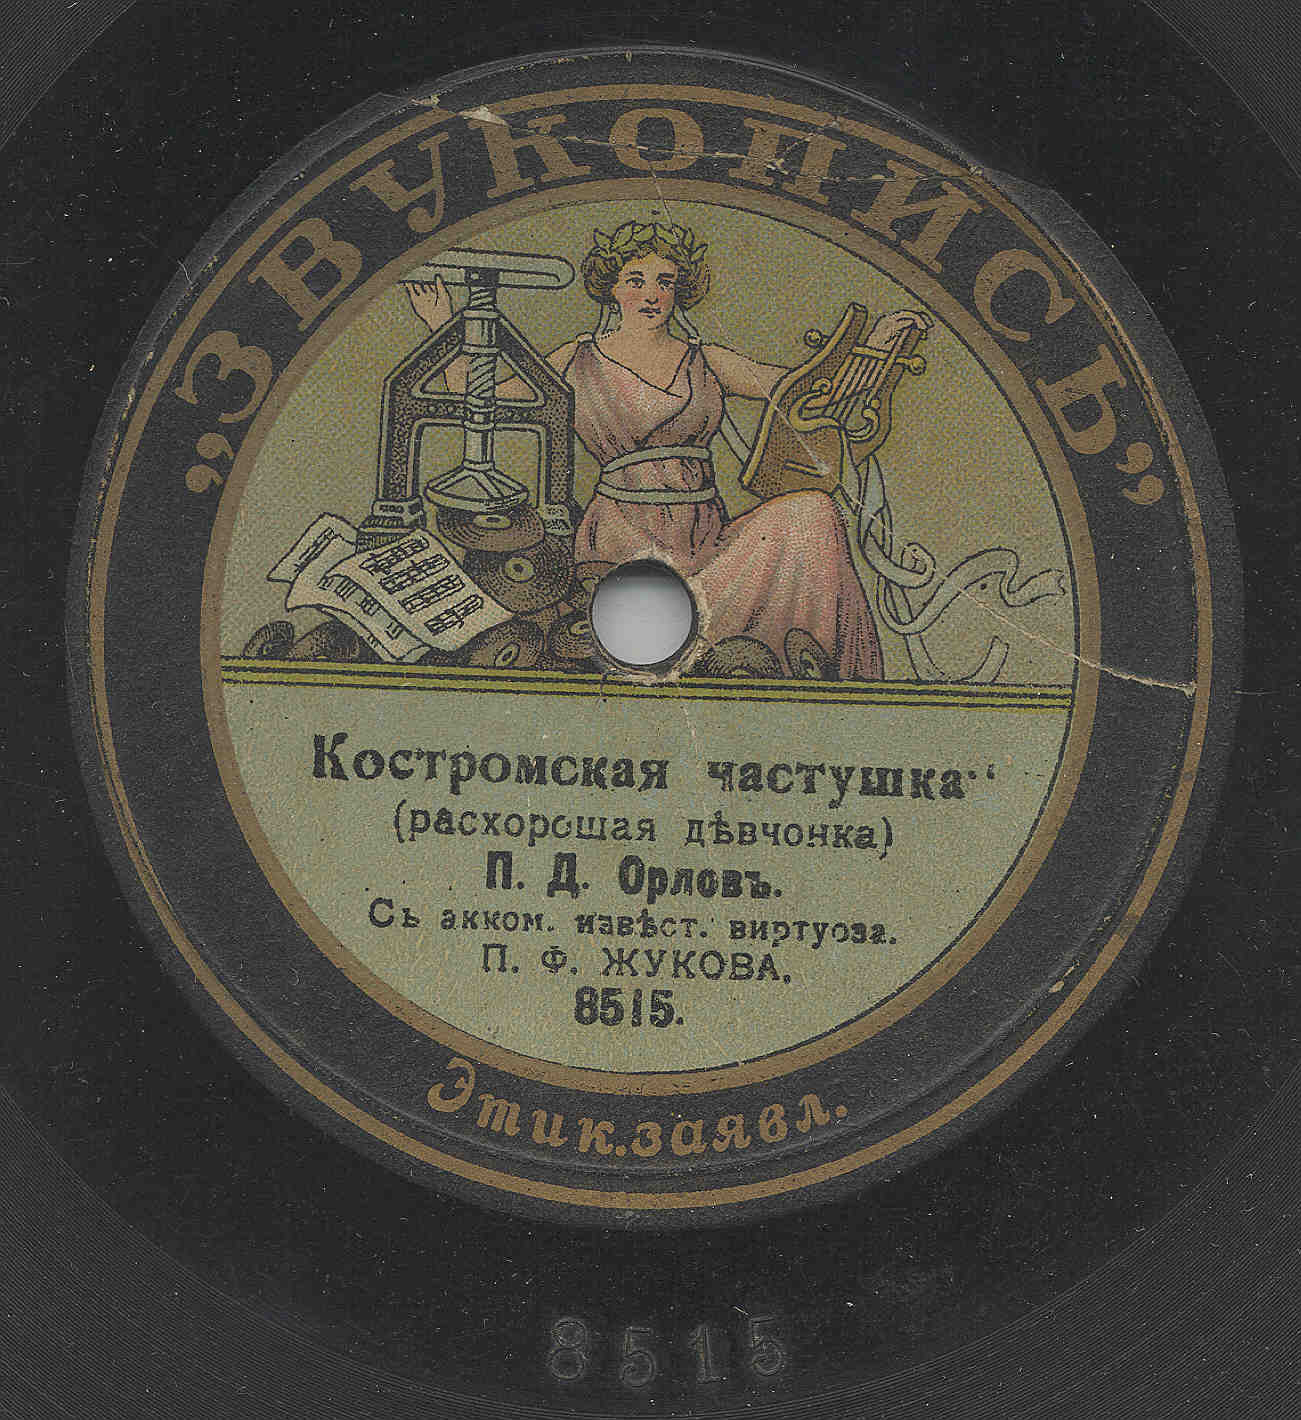 „ЗВУКОПИСЬ”
Костромская частушка“
(расхорошая дѣвчонка)
П. Д. Орловъ.
Съ акком. извѣст. виртуоза.
П. Ф. ЖУКОВА.
8515.
Этик.заявл.
8515